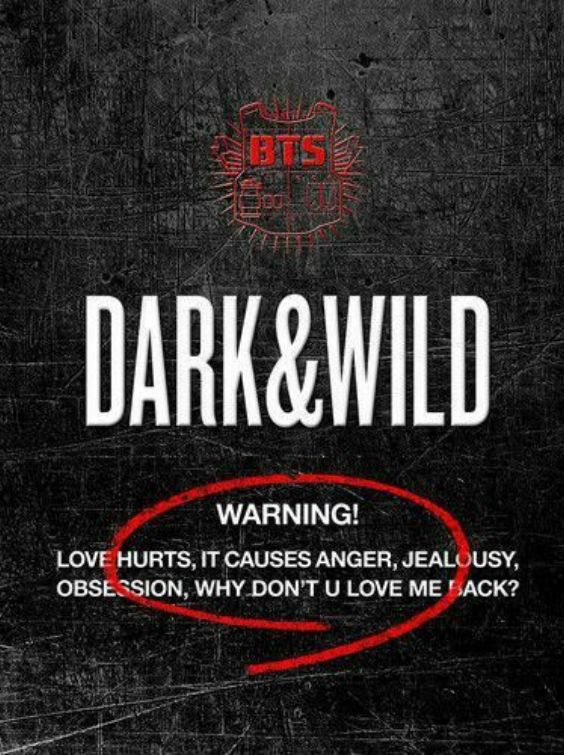 BTS
DARK&WILD
WARNING!
LOVE HURTS, IT CAUSES ANGER, JEALOUSY,
OBSESSION, WHY DON'T U LOVE ME BACK?